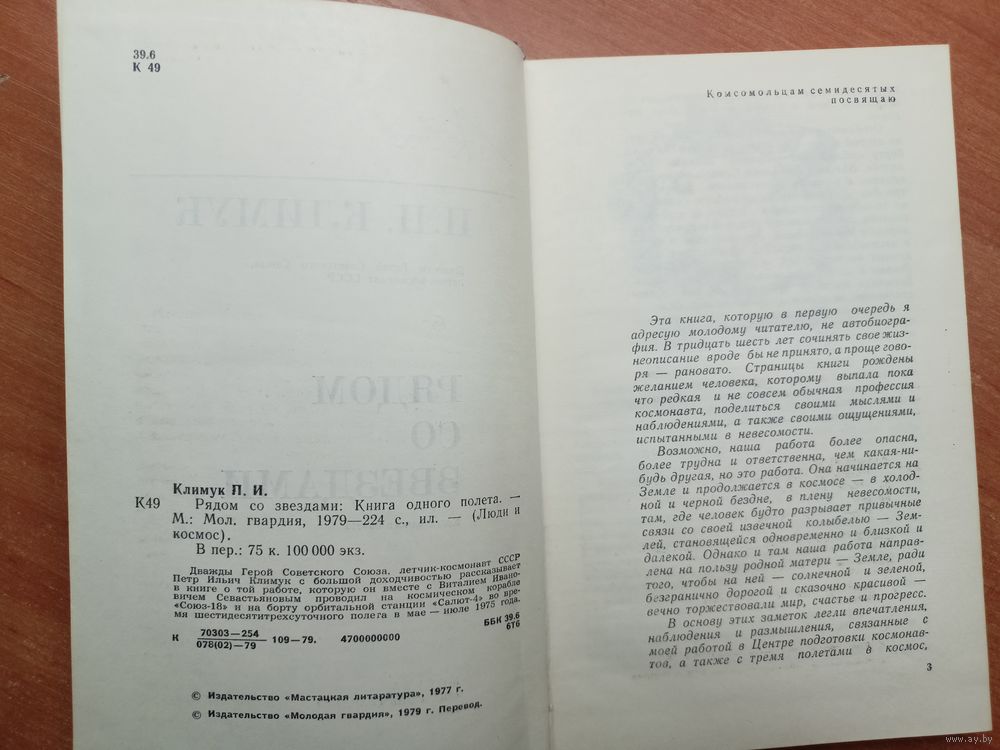 39.6
К 49
Климук П. И.
К49 Рядом со звездами: Книга одного полета. —
М.: Мол. гвардия, 1979—224 с., ил. — (Люди и
космос).
В пер.: 75 к. 100 000 экз.
Дважды Герой Советского Союза, летчик-космонавт СССР
Петр Ильич Климук с большой доходчивостью рассказывает
в книге о той работе, которую он вместе с Виталием Ивано-
вичем Севастьяновым проводил на космическом корабле
«Союз-18» и на борту орбитальной станции «Салют-4» во вре-
мя шестидесятитрехсуточного полега в мае — июле 1975 года.
ББК 39.6
6Т6
К 70303—254
078(02)—79 109—79. 4700000000
© Издательство «Мастацкая литаратура», 1977 г.
© Издательство «Молодая гвардия», 1979 г. Перевод.
Комсомольцам семидесятых
посвящаю
Эта книга, которую в первую очередь я
адресую молодому читателю, не автобиогра-
фия. В тридцать шесть лет сочинять свое жиз-
неописание вроде бы не принято, а проще гово-
ря — рановато. Страницы книги рождены
желанием человека, которому выпала пока
что редкая и не совсем обычная профессия
космонавта, поделиться своими мыслями и
наблюдениями, а также своими ощущениями,
испытанными в невесомости.
Возможно, наша работа более опасна,
более трудна и ответственна, чем какая-ни-
будь другая, но это работа. Она начинается на
Земле и продолжается в космосе — в холод-
ной и черной бездне, в плену невесомости,
там, где человек будто разрывает привычные
связи со своей извечной колыбелью — Зем-
лей, становящейся одновременно и близкой и
далекой. Однако и там наша работа направ-
лена на пользу родной матери — Земле, ради
того, чтобы на ней — солнечной и зеленой,
безгранично дорогой и сказочно красивой —
вечно торжествовали мир, счастье и прогресс.
В основу этих заметок легли впечатления,
наблюдения и размышления, связанные с
моей работой в Центре подготовки космонав-
тов, а также с тремя полетами в космос,
3
www.ay.by